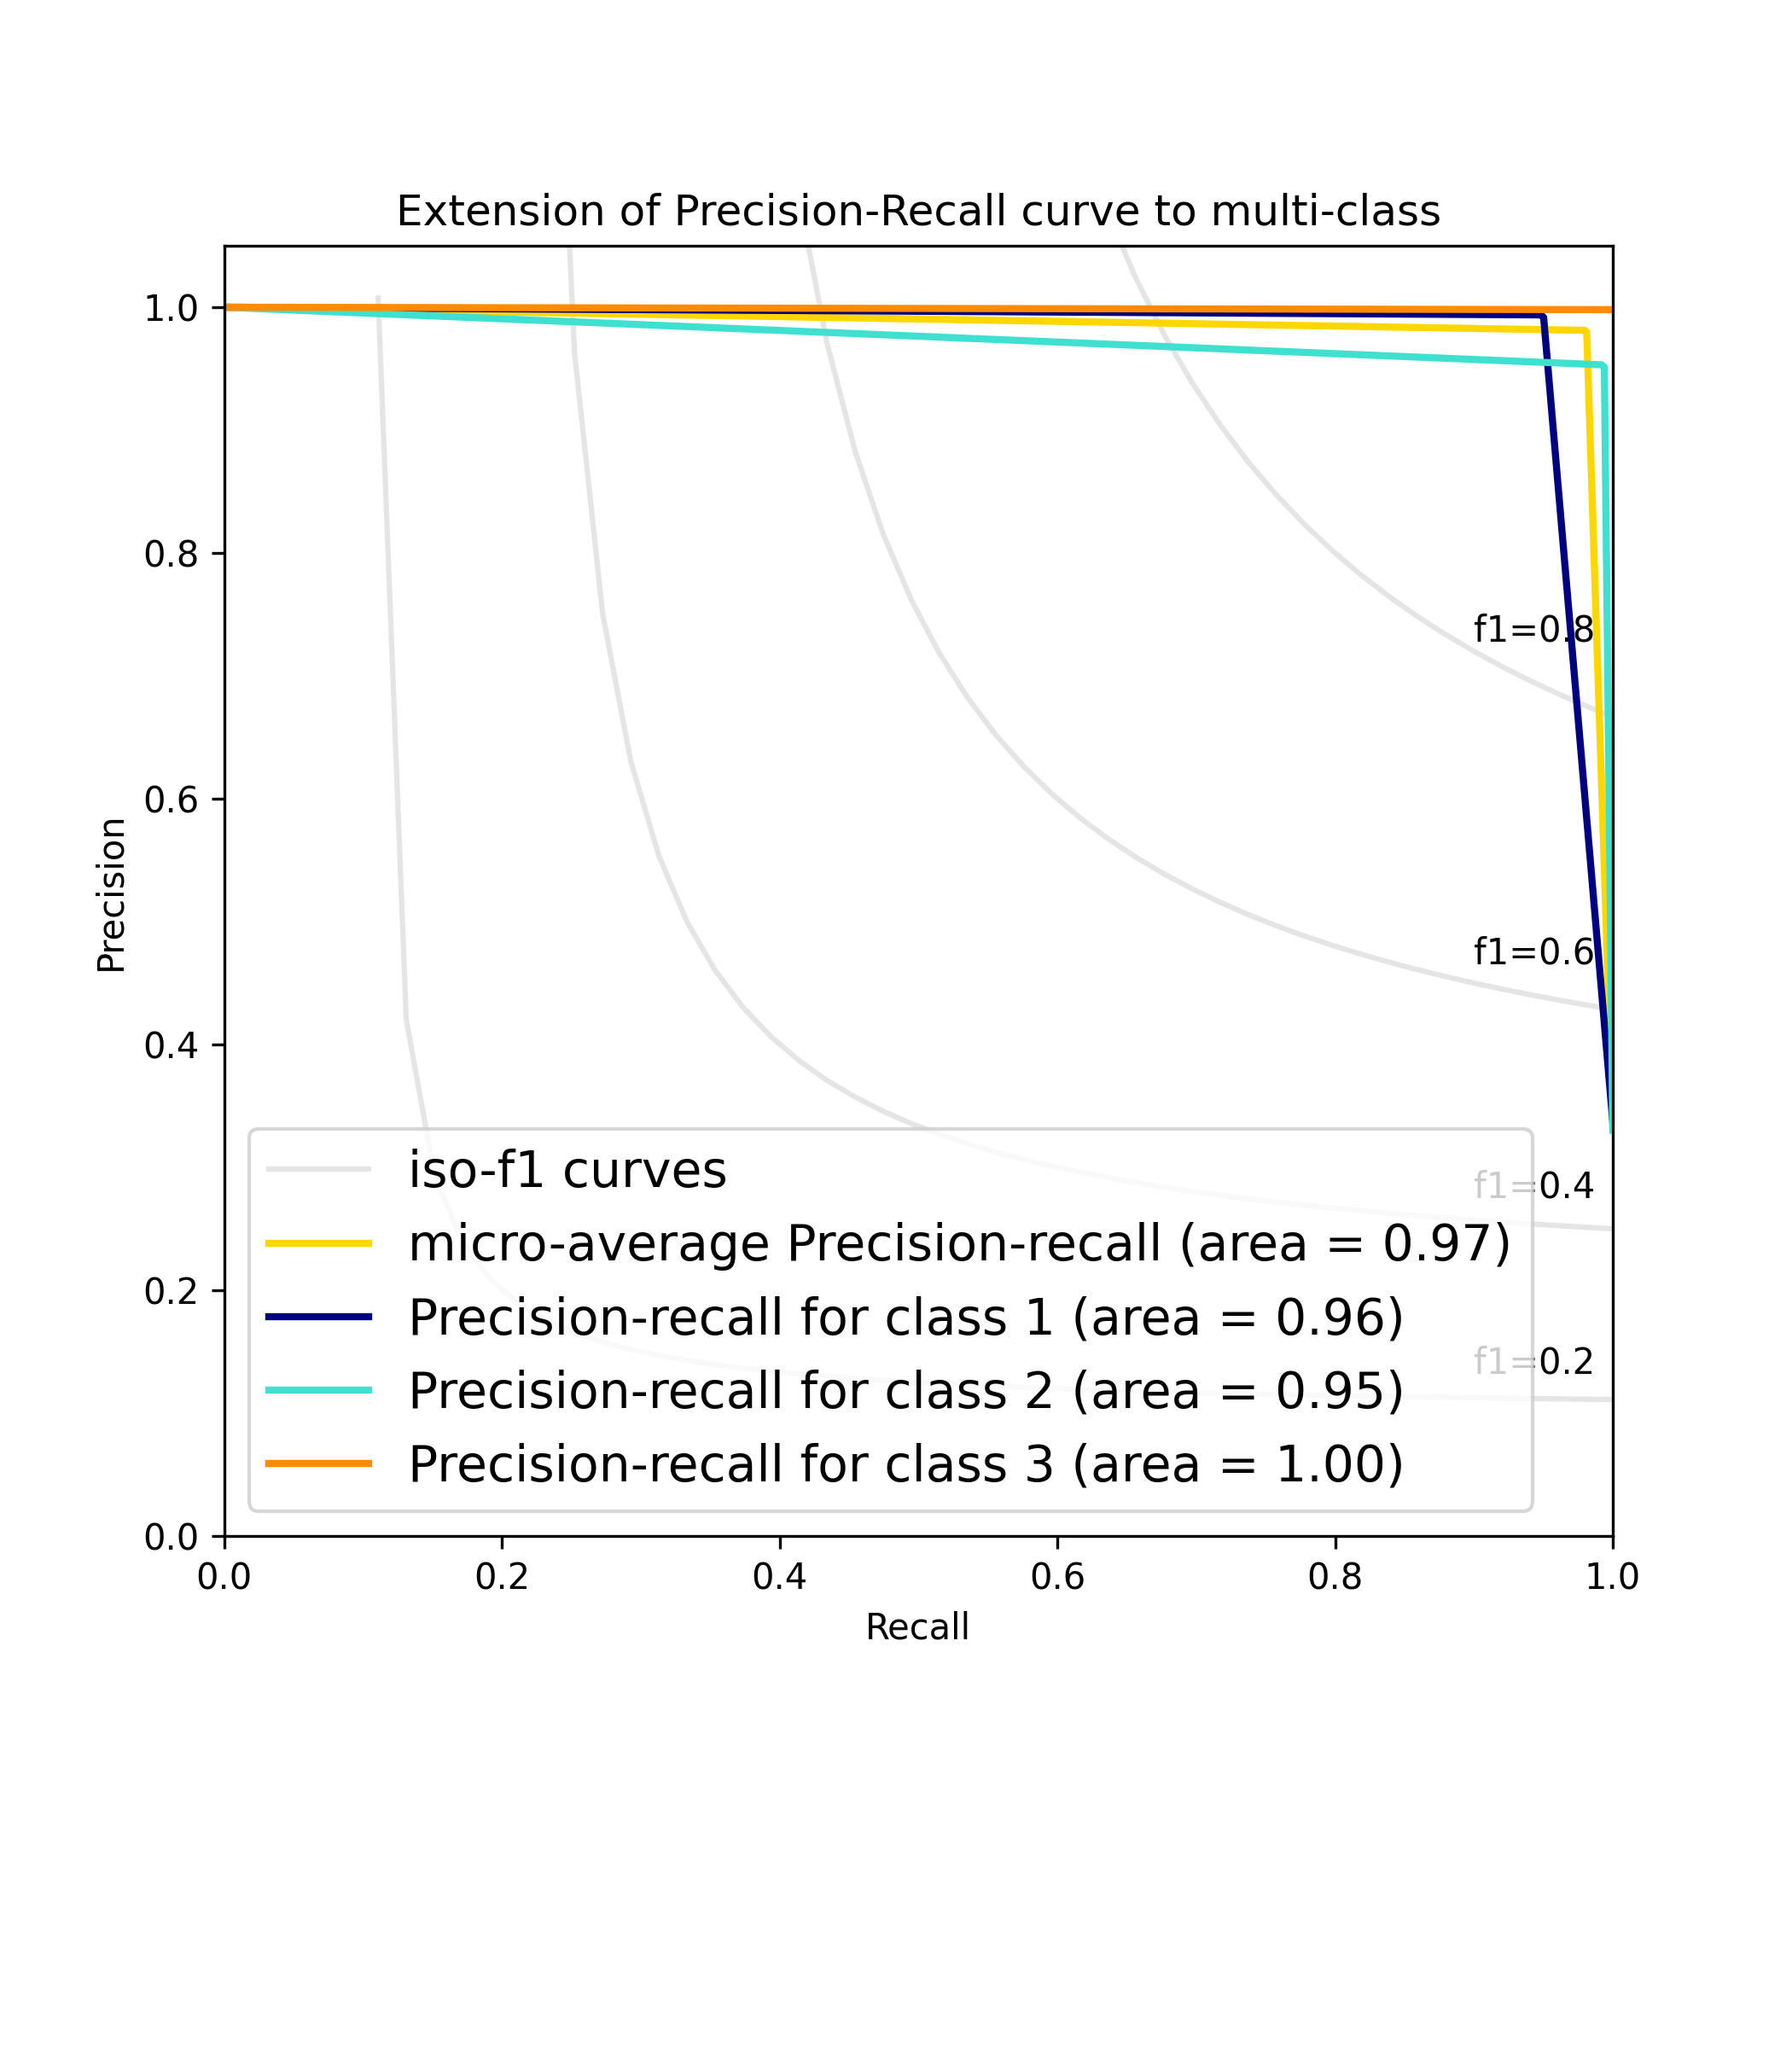 Extension of Precision-Recall curve to multi-class
1.0
0.8
0.6
0.4
0.2
0.0
Precision
f1=0.8
f1=0.6
f1=0.4
f1=0.2
iso-f1 curves
micro-average Precision-recall (area = 0.97)
Precision-recall for class 1 (area = 0.96)
Precision-recall for class 2 (area = 0.95)
Precision-recall for class 3 (area = 1.00)
0.0 0.2 0.4 0.6 0.8 1.0
Recall